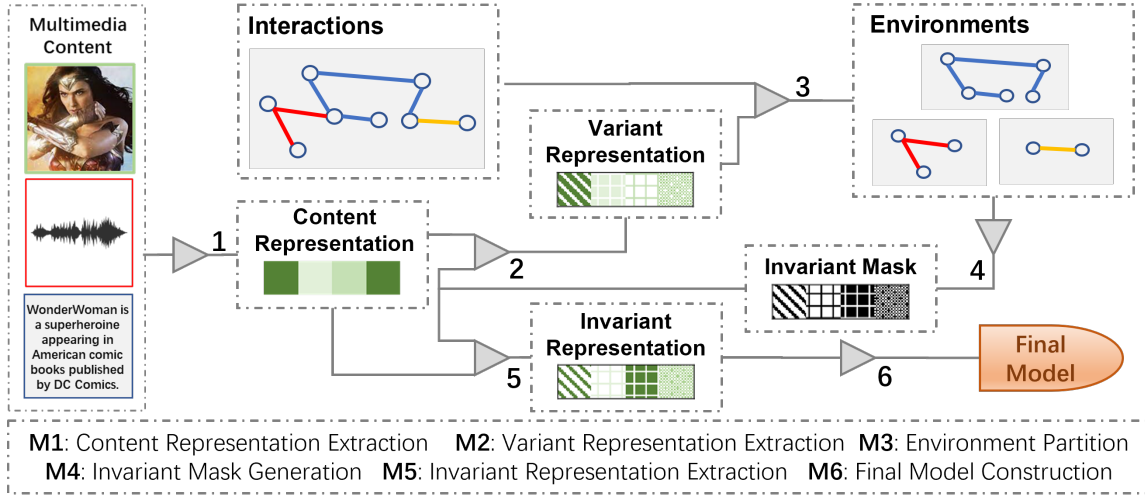 Multimedia
Content
WonderWoman is
a superheroine
appearing in
American comic
books published
by DC Comics.
1
Interactions
Content
Representation
Variant
Representation
2
3
Environments
4
Invariant Mask
Invariant
Representation
5
6
Final
Model
M1: Content Representation Extraction M2: Variant Representation Extraction M3: Environment Partition
M4: Invariant Mask Generation M5: Invariant Representation Extraction M6: Final Model Construction